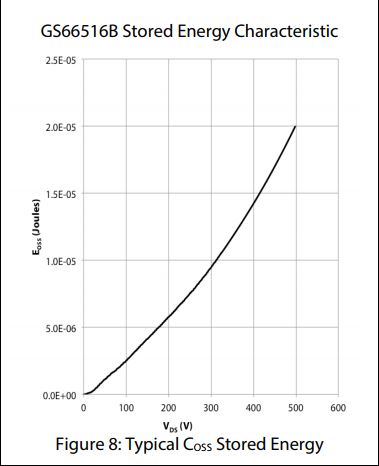 GS66516B Stored Energy Characteristic
2.5E-05
2.0E-05
1.5E-05
1.0E-05
5.0E-06
0.0E+00
Eoss (Joules)
0 100 200 300 400 500 600
VDS (V)
Figure 8: Typical COSS Stored Energy